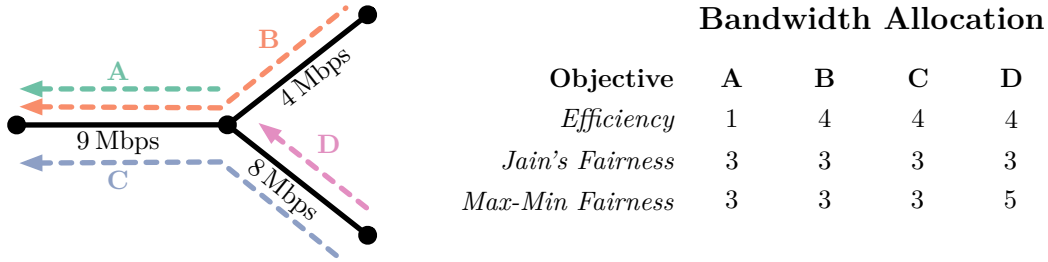 B
A
4 Mbps
9 Mbps
D
C
8 Mbps
Bandwidth Allocation
Objective A B C D
Efficiency 1 4 4 4
Jain's Fairness 3 3 3 3
Max-Min Fairness 3 3 3 5